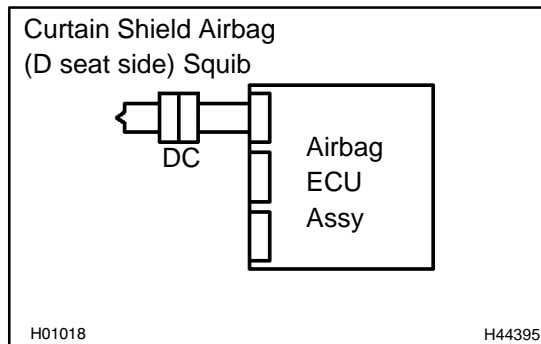 Curtain Shield Airbag
(D seat side) Squib
DC
Airbag
ECU
Assy
H01018
H44395